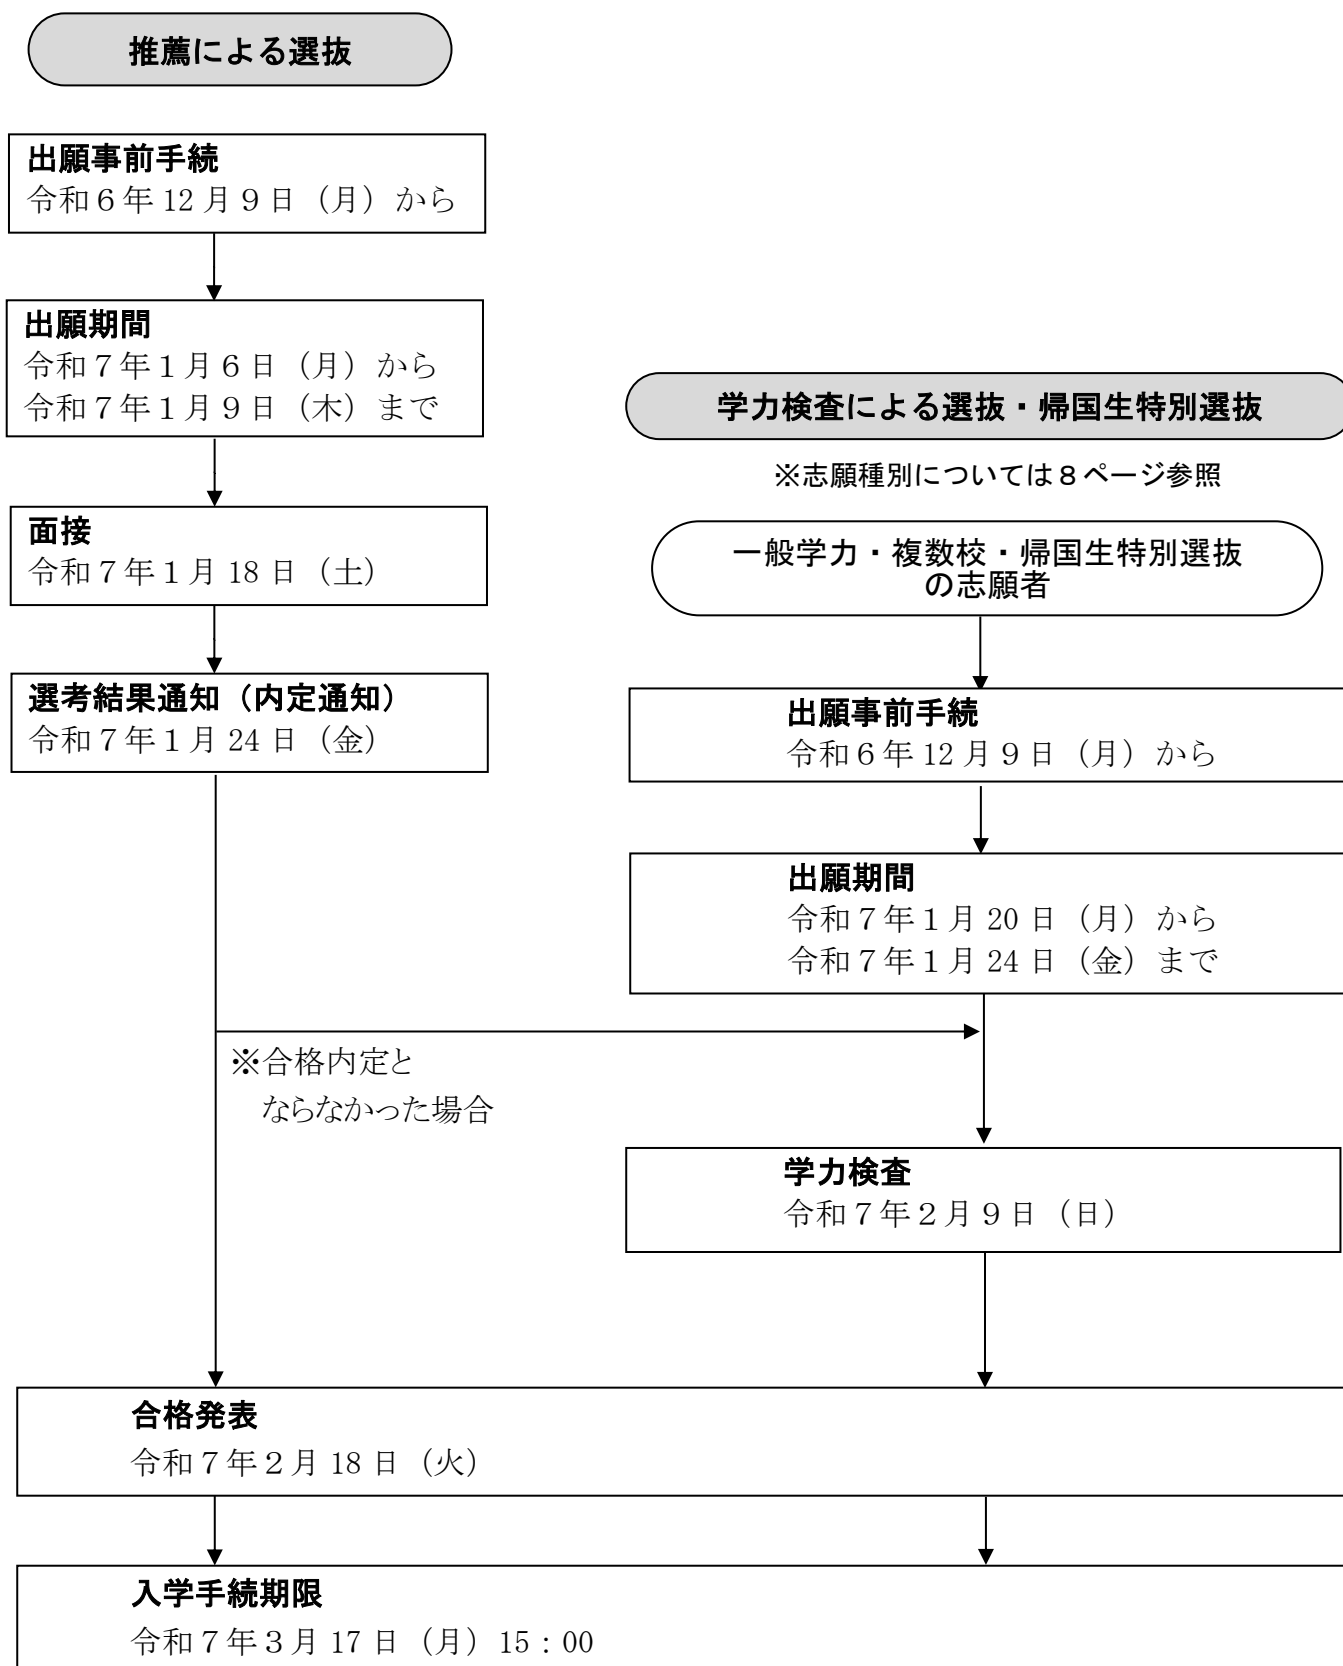 推薦による選抜
出願事前手続
令和６年 12 月９日（月）から
出願期間
令和７年１月６日（月）から
令和７年１月９日（木）まで
面接
令和７年１月 18 日（土）
選考結果通知（内定通知）
令和７年１月 24 日（金）
学力検査による選抜・帰国生特別選抜
※志願種別については８ページ参照
一般学力・複数校・帰国生特別選抜
の志願者
出願事前手続
令和６年 12 月９日（月）から
出願期間
令和７年１月 20 日（月）から
令和７年１月 24 日（金）まで
※合格内定と
ならなかった場合
学力検査
令和７年２月９日（日）
合格発表
令和７年２月 18 日（火）
入学手続期限
令和７年３月 17 日（月）15：00